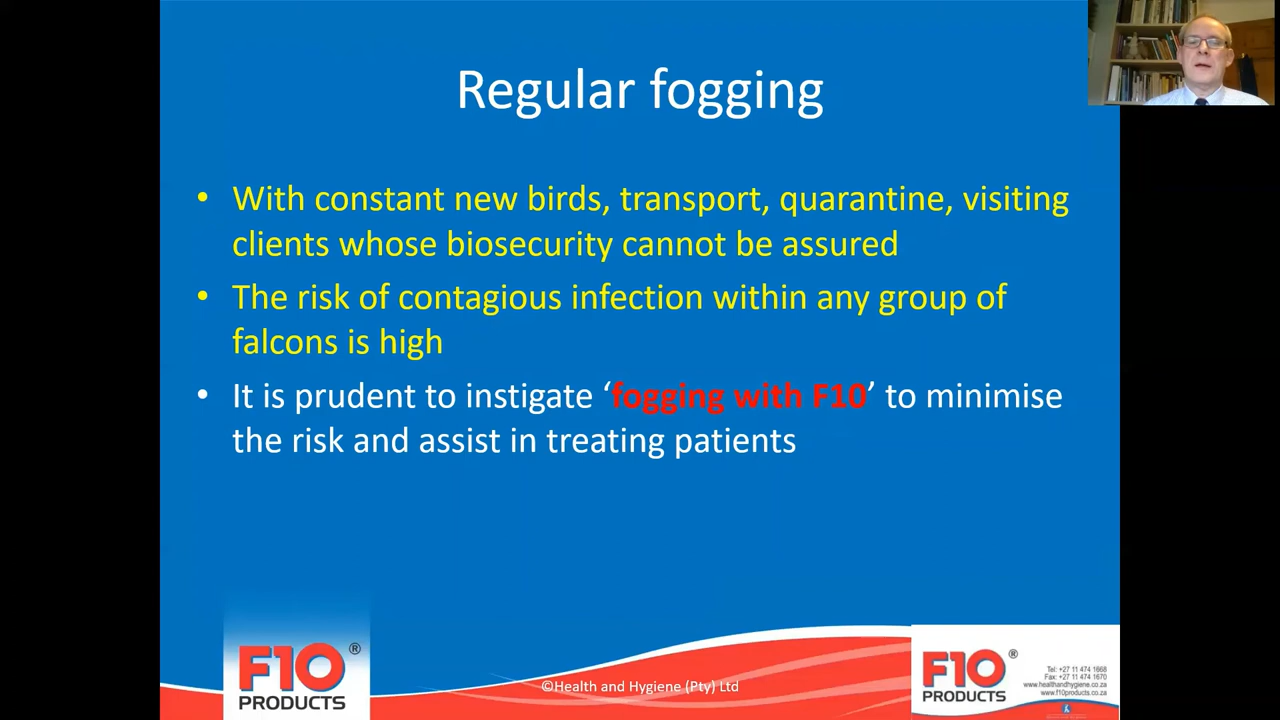 Regular fogging
• With constant new birds, transport, quarantine, visiting
clients whose biosecurity cannot be assured
• The risk of contagious infection within any group of
falcons is high
• It is prudent to instigate ‘fogging with F10’ to minimise
the risk and assist in treating patients
F10®
PRODUCTS
©Health and Hygiene (Pty) Ltd
F10®
PRODUCTS
Tel: +27 11 474 1668
Fax: +27 11 474 1670
www.healthandhygiene.co.za
www.f10products.co.za